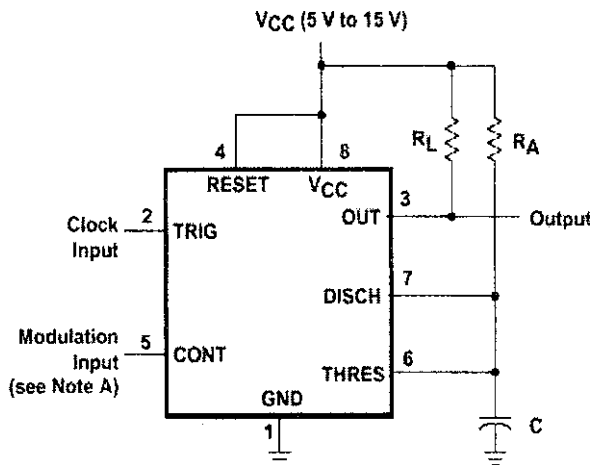 VCC (5 V to 15 V)
RL
RA
4
8
RESET
VCC
3
2
OUT
Output
Clock
Input
TRIG
7
DISCH
Modulation
Input
(see Note A)
5
CONT
6
THRES
GND
1
C